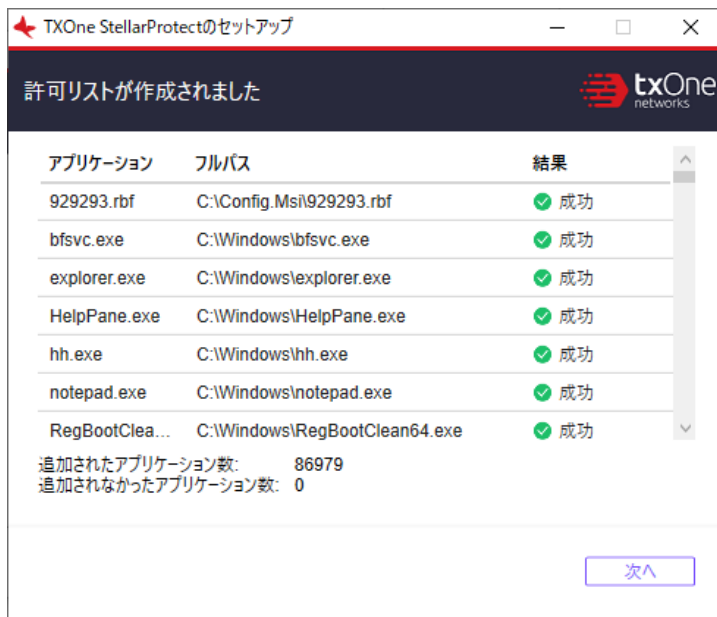 TXOne StellarProtectのセットアップ
許可リストが作成されました
txOne
networks
アプリケーション フルパス 結果
929293.rbf C:\Config.Msi\929293.rbf 成功
bfsvc.exe C:\Windows\bfsvc.exe 成功
explorer.exe C:\Windows\explorer.exe 成功
HelpPane.exe C:\Windows\HelpPane.exe 成功
hh.exe C:\Windows\hh.exe 成功
notepad.exe C:\Windows\notepad.exe 成功
RegBootClea... C:\Windows\RegBootClean64.exe 成功
追加されたアプリケーション数: 86979
追加されなかったアプリケーション数: 0
次へ